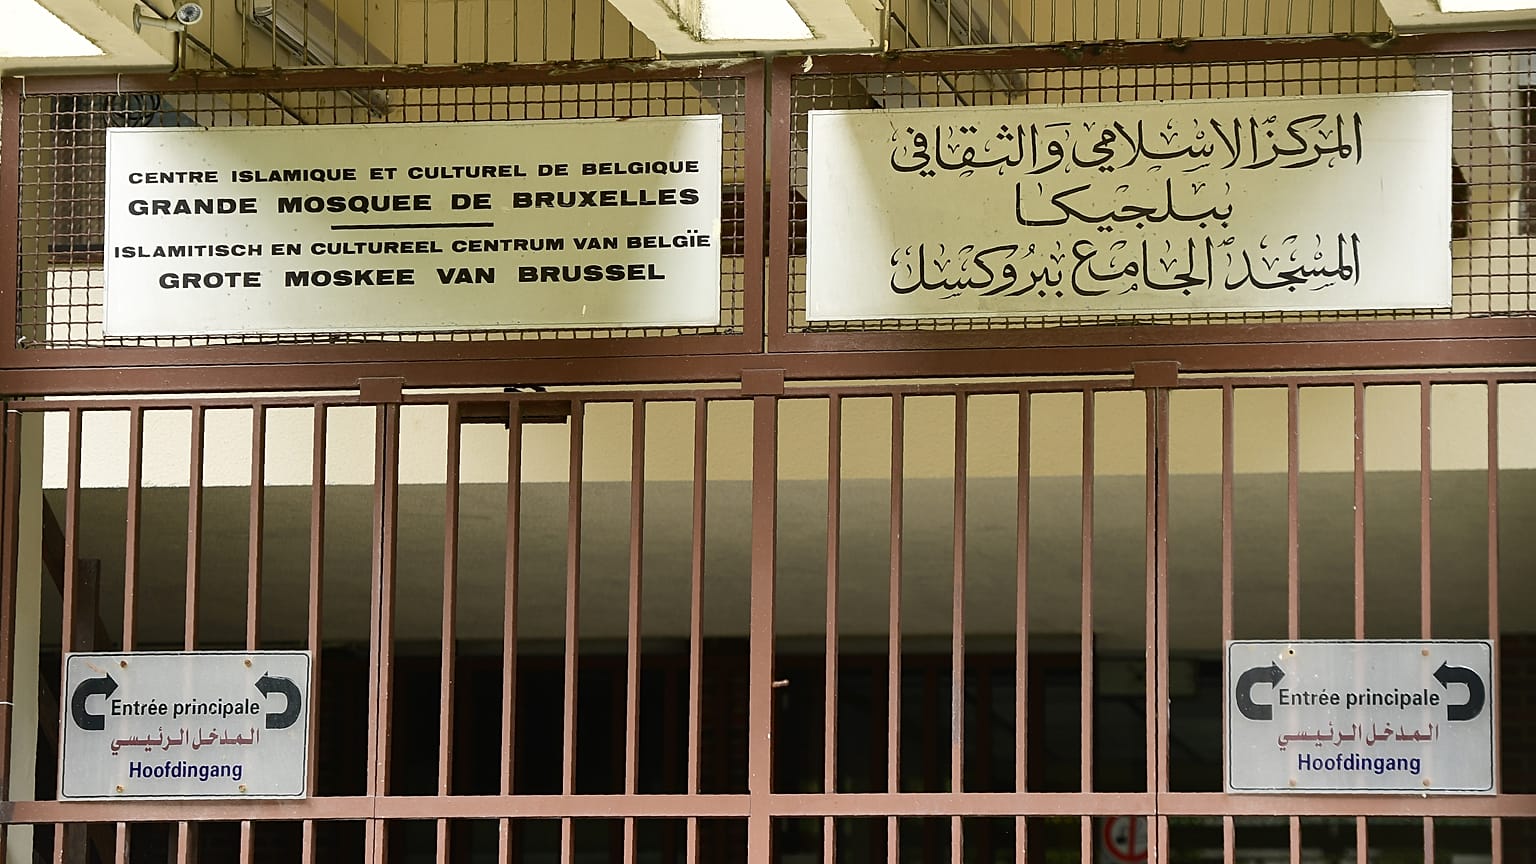 CENTRE ISLAMIQUE ET CULTUREL DE BELGIQUE
GRANDE MOSQUEE DE BRUXELLES
ISLAMITISCH EN CULTUREEL CENTRUM VAN BELGÏE
GROTE MOSKEE VAN BRUSSEL
المركز الاسلامي والثقافي
ببلجيكا
المسجد الجامع ببروكسل
Entrée principale
المدخل الرئيسي
Hoofdingang
Entrée principale
المدخل الرئيسي
Hoofdingang